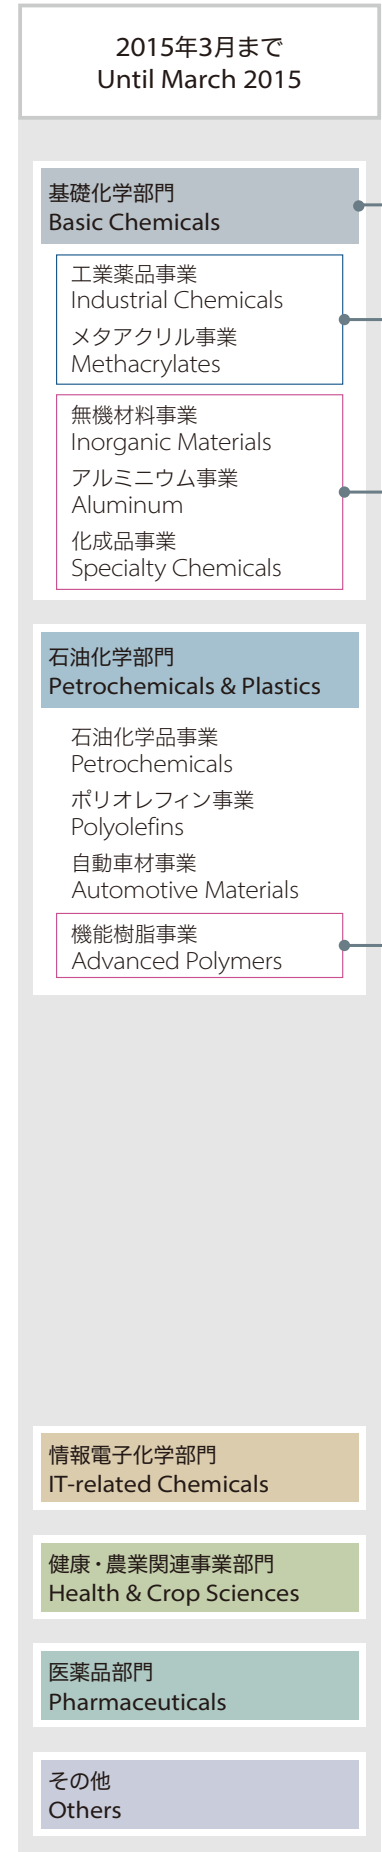 2015年3月まで
Until March 2015
基礎化学部門
Basic Chemicals
工業薬品事業
Industrial Chemicals
メタアクリル事業
Methacrylates
無機材料事業
Inorganic Materials
アルミニウム事業
Aluminum
化成品事業
Specialty Chemicals
石油化学部門
Petrochemicals & Plastics
石油化学品事業
Petrochemicals
ポリオレフィン事業
Polyolefins
自動車材事業
Automotive Materials
機能樹脂事業
Advanced Polymers
情報電子化学部門
IT-related Chemicals
健康・農業関連事業部門
Health & Crop Sciences
医薬品部門
Pharmaceuticals
その他
Others